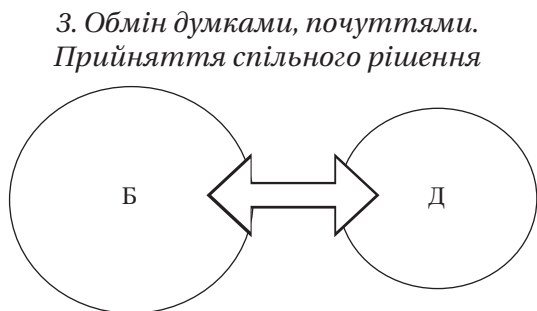 3. Обмін думками, почуттями.
Прийняття спільного рішення
Б
Д